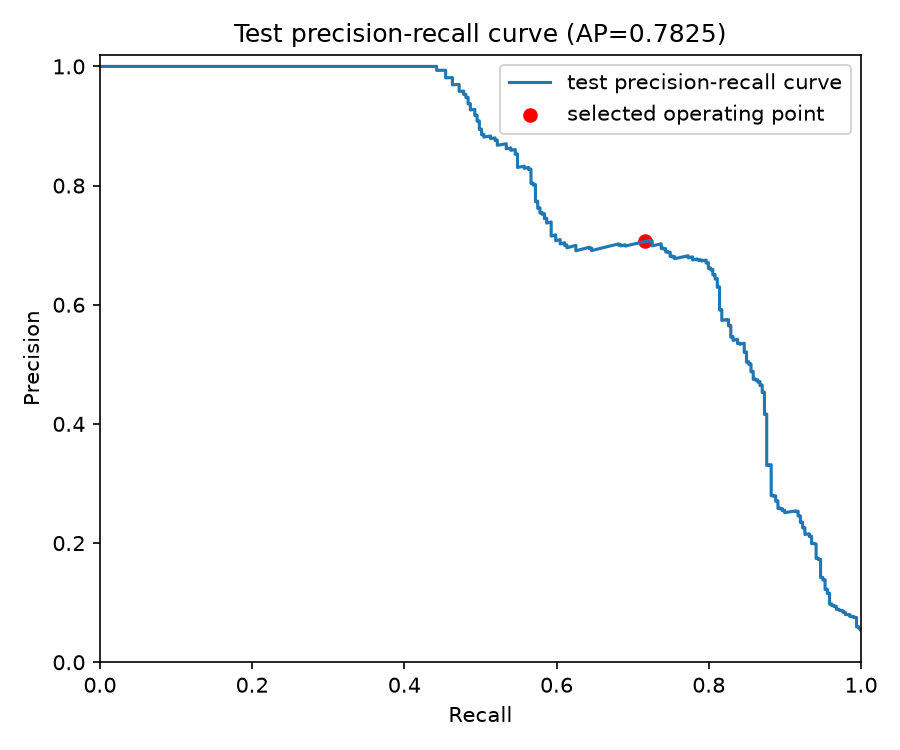 Test precision-recall curve (AP=0.7825)
test precision-recall curve
selected operating point
1.0
0.8
0.6
0.4
0.2
0.0
Precision
0.0 0.2 0.4 0.6 0.8 1.0
Recall